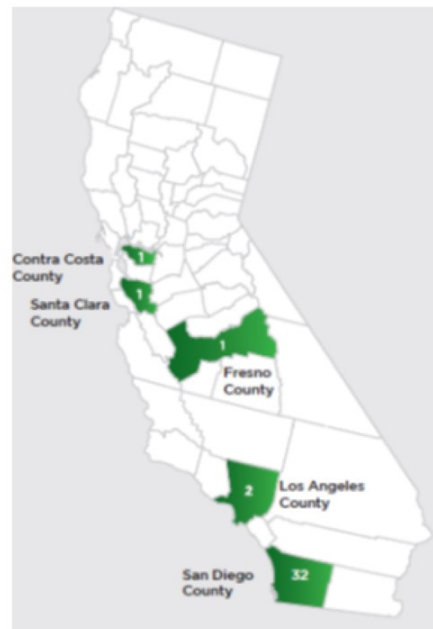 1
Contra Costa
County
1
Santa Clara
County
1
Fresno
County
2
Los Angeles
County
32
San Diego
County